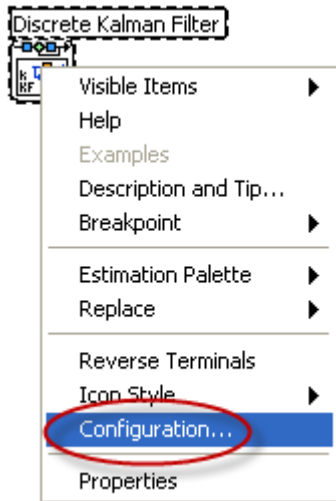 Discrete Kalman Filter
k
KF
Visible Items
Help
Examples
Description and Tip...
Breakpoint
Estimation Palette
Replace
Reverse Terminals
Icon Style
Configuration...
Properties